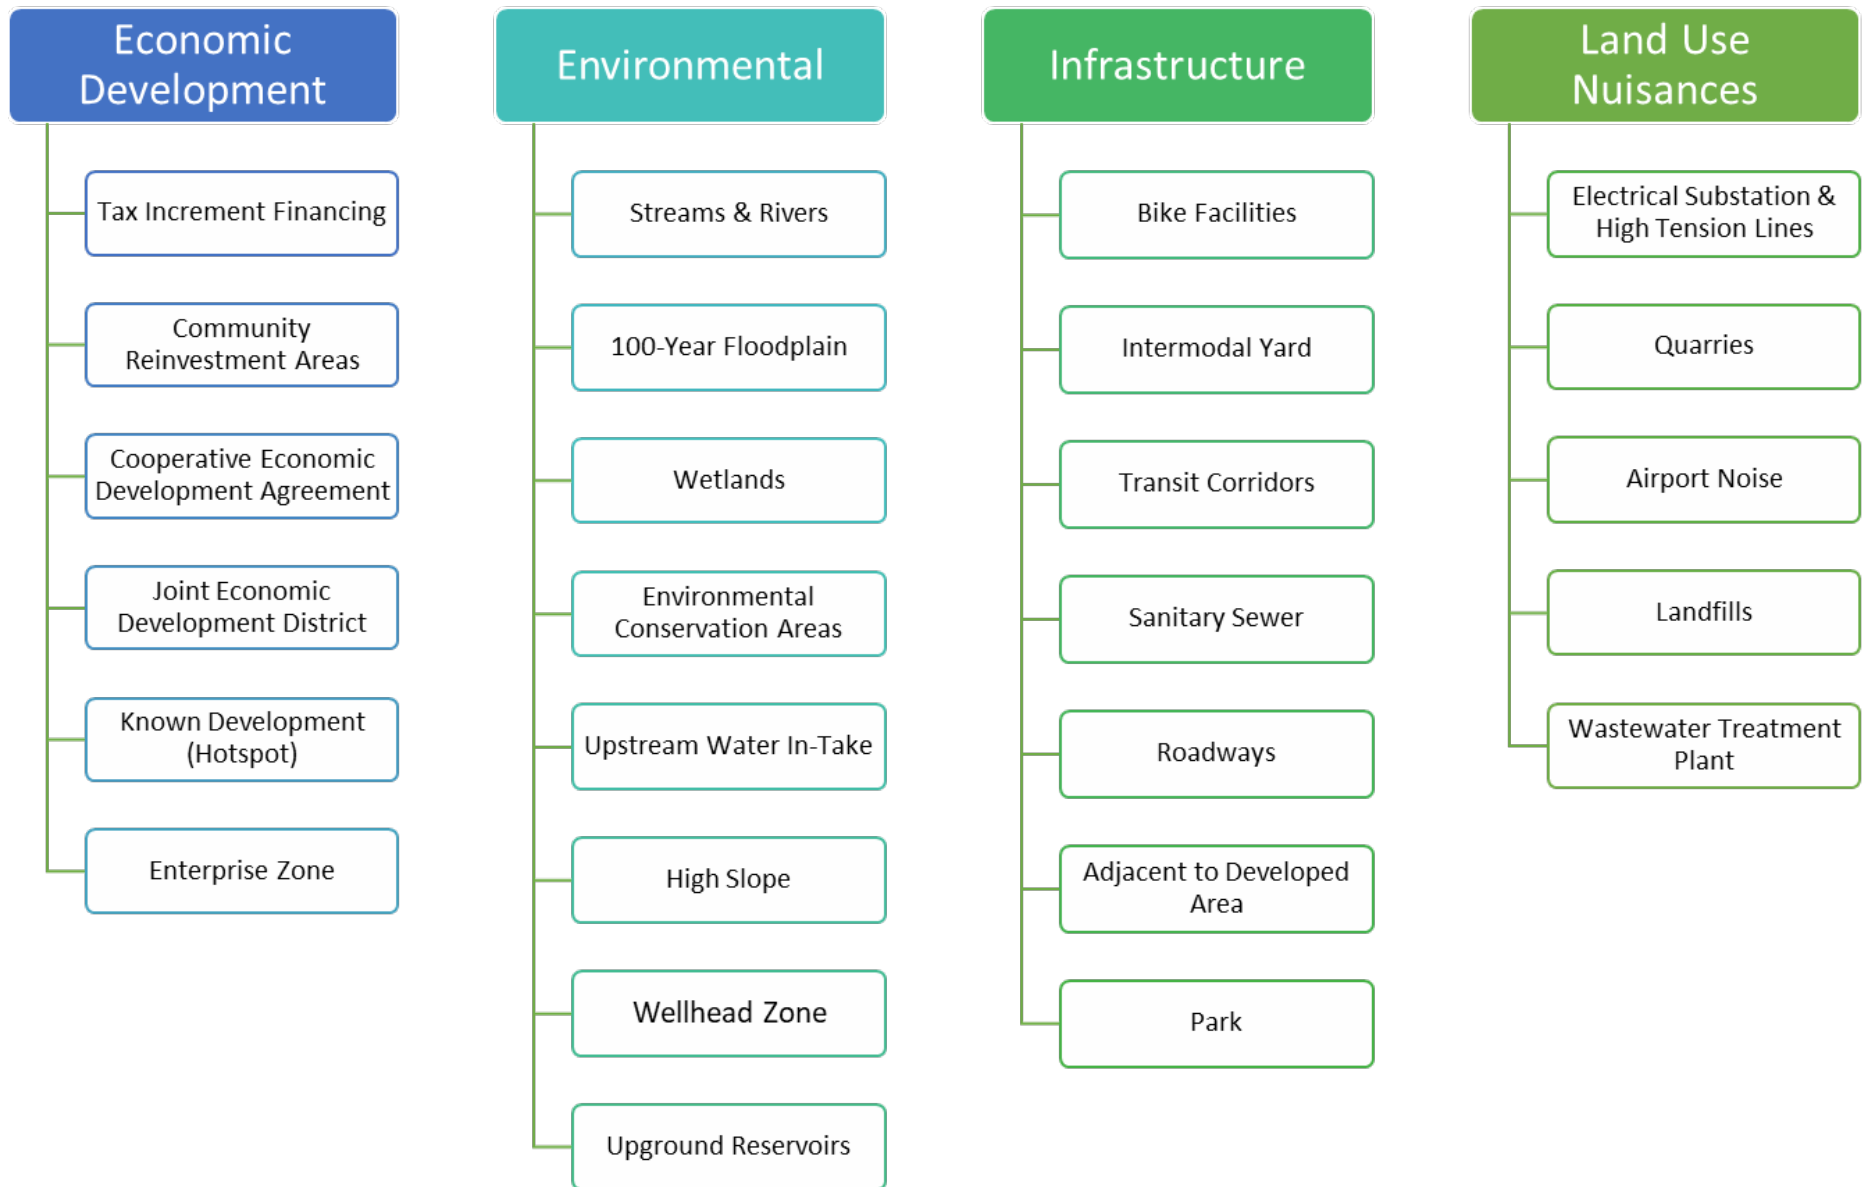 Economic
Development
Tax Increment Financing
Community
Reinvestment Areas
Cooperative Economic
Development Agreement
Joint Economic
Development District
Known Development
(Hotspot)
Enterprise Zone
Environmental
Streams & Rivers
100-Year Floodplain
Wetlands
Environmental
Conservation Areas
Upstream Water In-Take
High Slope
Wellhead Zone
Upground Reservoirs
Infrastructure
Bike Facilities
Intermodal Yard
Transit Corridors
Sanitary Sewer
Roadways
Adjacent to Developed
Area
Park
Land Use
Nuisances
Electrical Substation &
High Tension Lines
Quarries
Airport Noise
Landfills
Wastewater Treatment
Plant